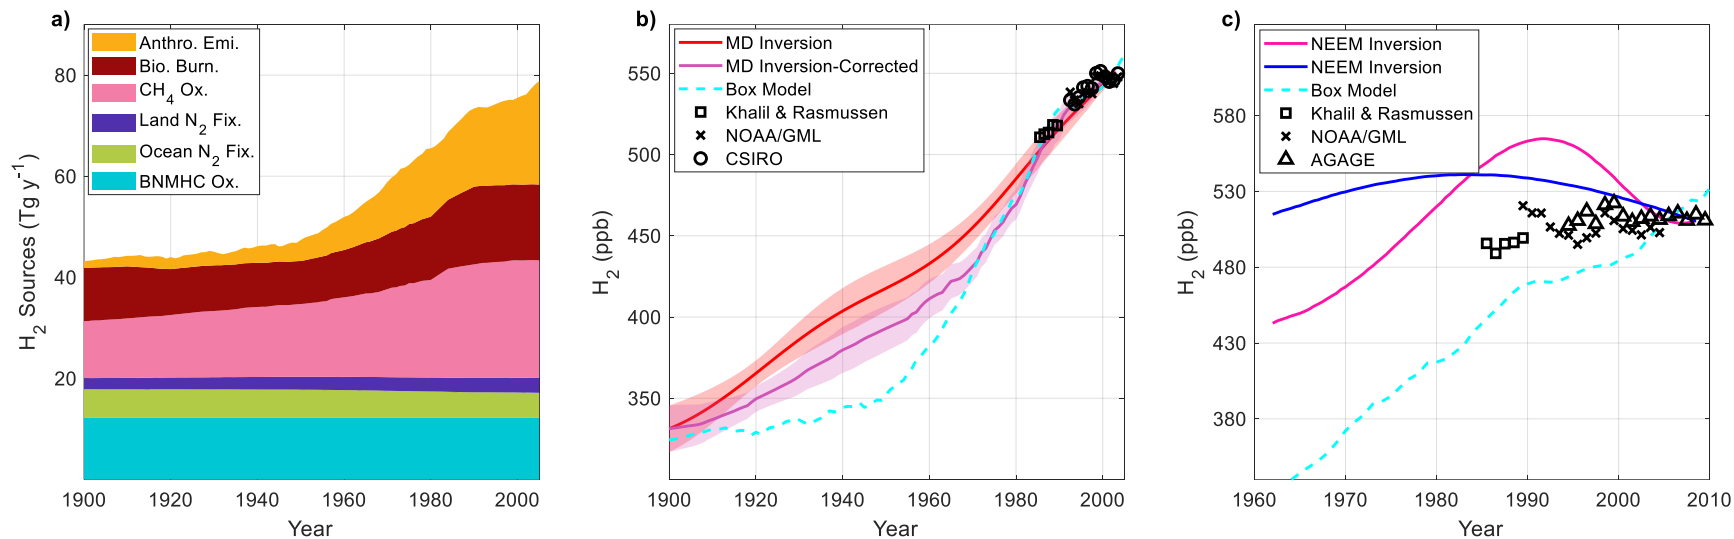 a)
Anthro. Emi.
Bio. Burn.
CH4 Ox.
Land N2 Fix.
Ocean N2 Fix.
BNMHC Ox.
80
60
40
20
H2 Sources (Tg y-1)
1900 1920 1940 1960 1980 2000
Year
b)
MD Inversion
MD Inversion-Corrected
Box Model
Khalil & Rasmussen
NOAA/GML
CSIRO
550
500
450
400
350
H2 (ppb)
1900 1920 1940 1960 1980 2000
Year
c)
NEEM Inversion
NEEM Inversion
Box Model
Khalil & Rasmussen
NOAA/GML
AGAGE
580
530
480
430
380
H2 (ppb)
1960 1970 1980 1990 2000 2010
Year